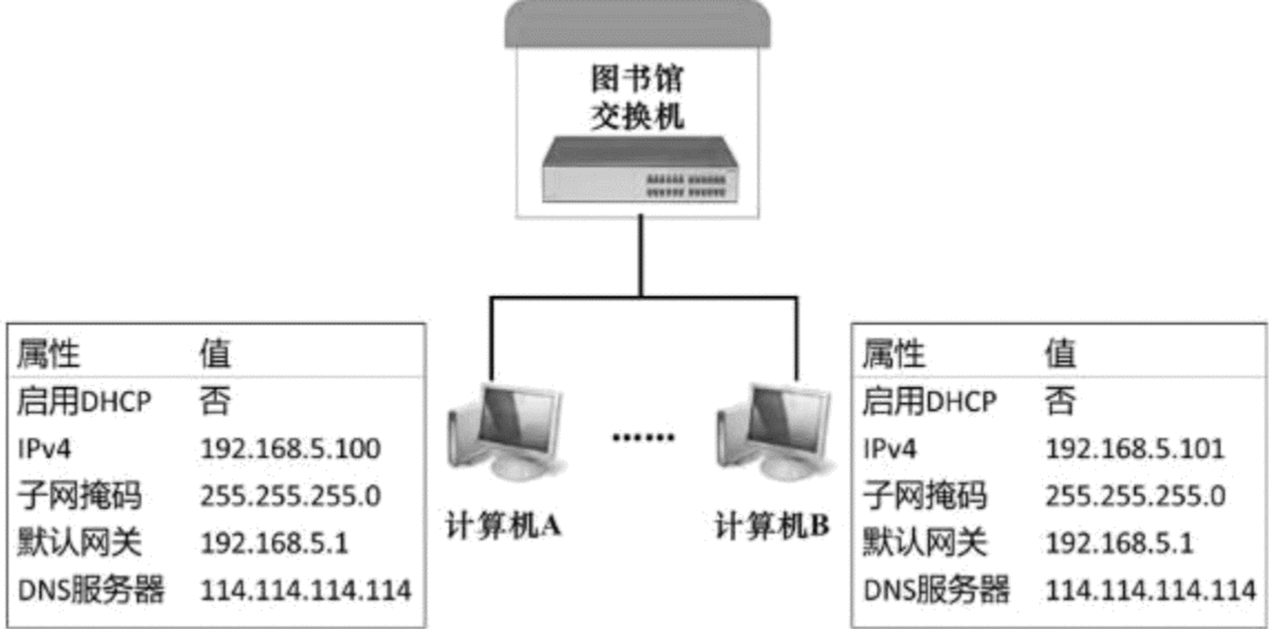 图书馆
交换机
属性 值
启用DHCP 否
IPv4 192.168.5.100
子网掩码 255.255.255.0
默认网关 192.168.5.1
DNS服务器 114.114.114.114
计算机A
……
计算机B
属性 值
启用DHCP 否
IPv4 192.168.5.101
子网掩码 255.255.255.0
默认网关 192.168.5.1
DNS服务器 114.114.114.114